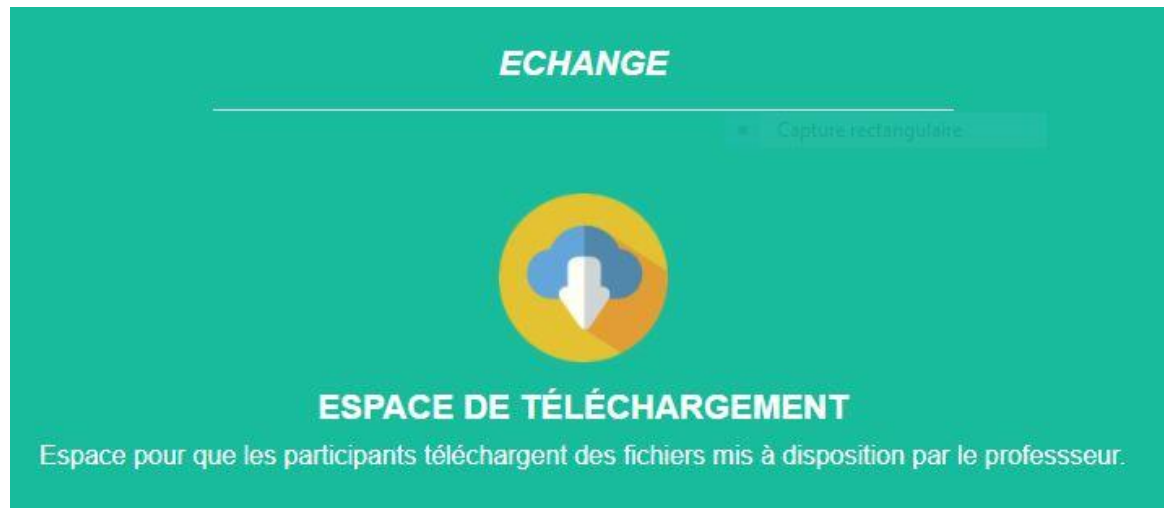 ECHANGE
Capture rectangulaire
ESPACE DE TÉLÉCHARGEMENT
Espace pour que les participants téléchargent des fichiers mis à disposition par le professseur.